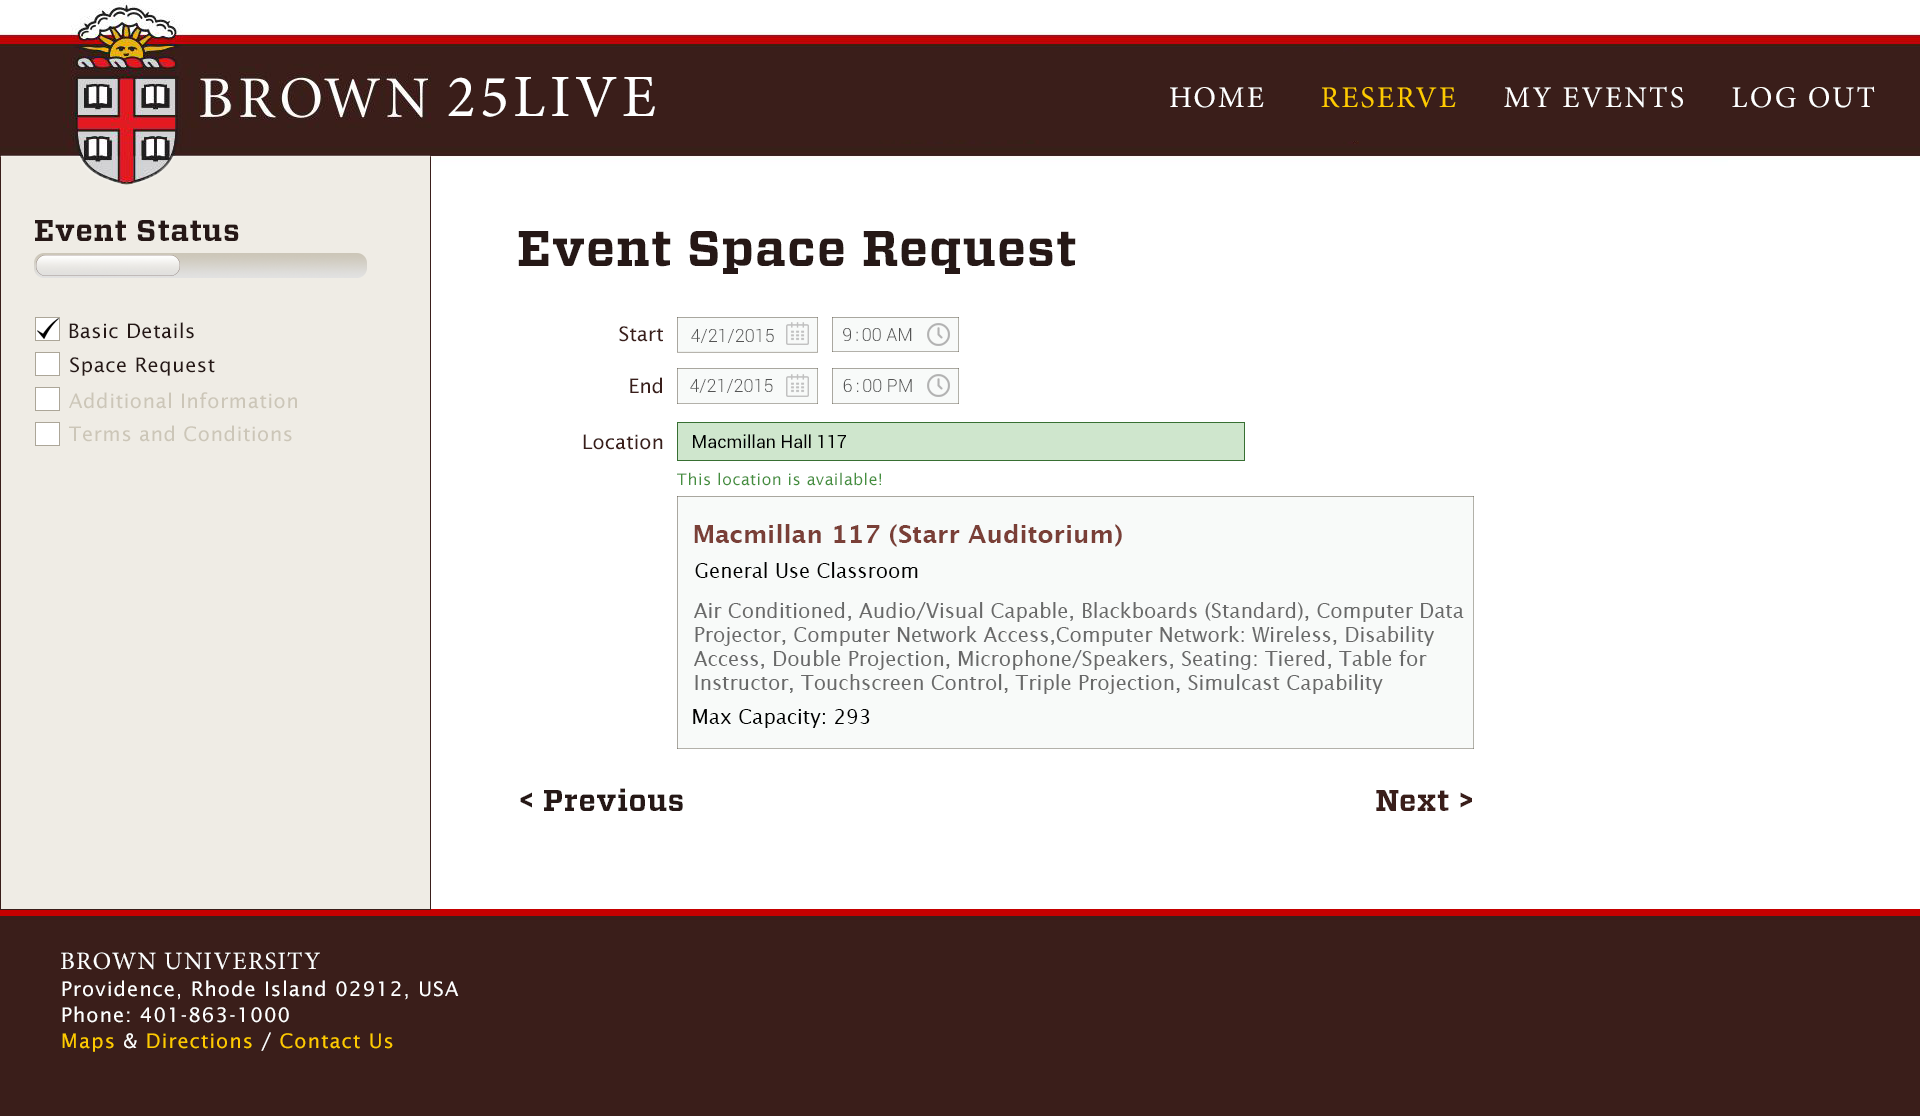 BROWN 25LIVE
HOME RESERVE MY EVENTS LOG OUT
Event Status
Basic Details
Space Request
Additional Information
Terms and Conditions
Event Space Request
Start 4/21/2015 9:00 AM
End 4/21/2015 6:00 PM
Location Macmillan Hall 117
This location is available!
Macmillan 117 (Starr Auditorium)
General Use Classroom
Air Conditioned, Audio/Visual Capable, Blackboards (Standard), Computer Data
Projector, Computer Network Access,Computer Network: Wireless, Disability
Access, Double Projection, Microphone/Speakers, Seating: Tiered, Table for
Instructor, Touchscreen Control, Triple Projection, Simulcast Capability
Max Capacity: 293
< Previous Next >
BROWN UNIVERSITY
Providence, Rhode Island 02912, USA
Phone: 401-863-1000
Maps & Directions / Contact Us